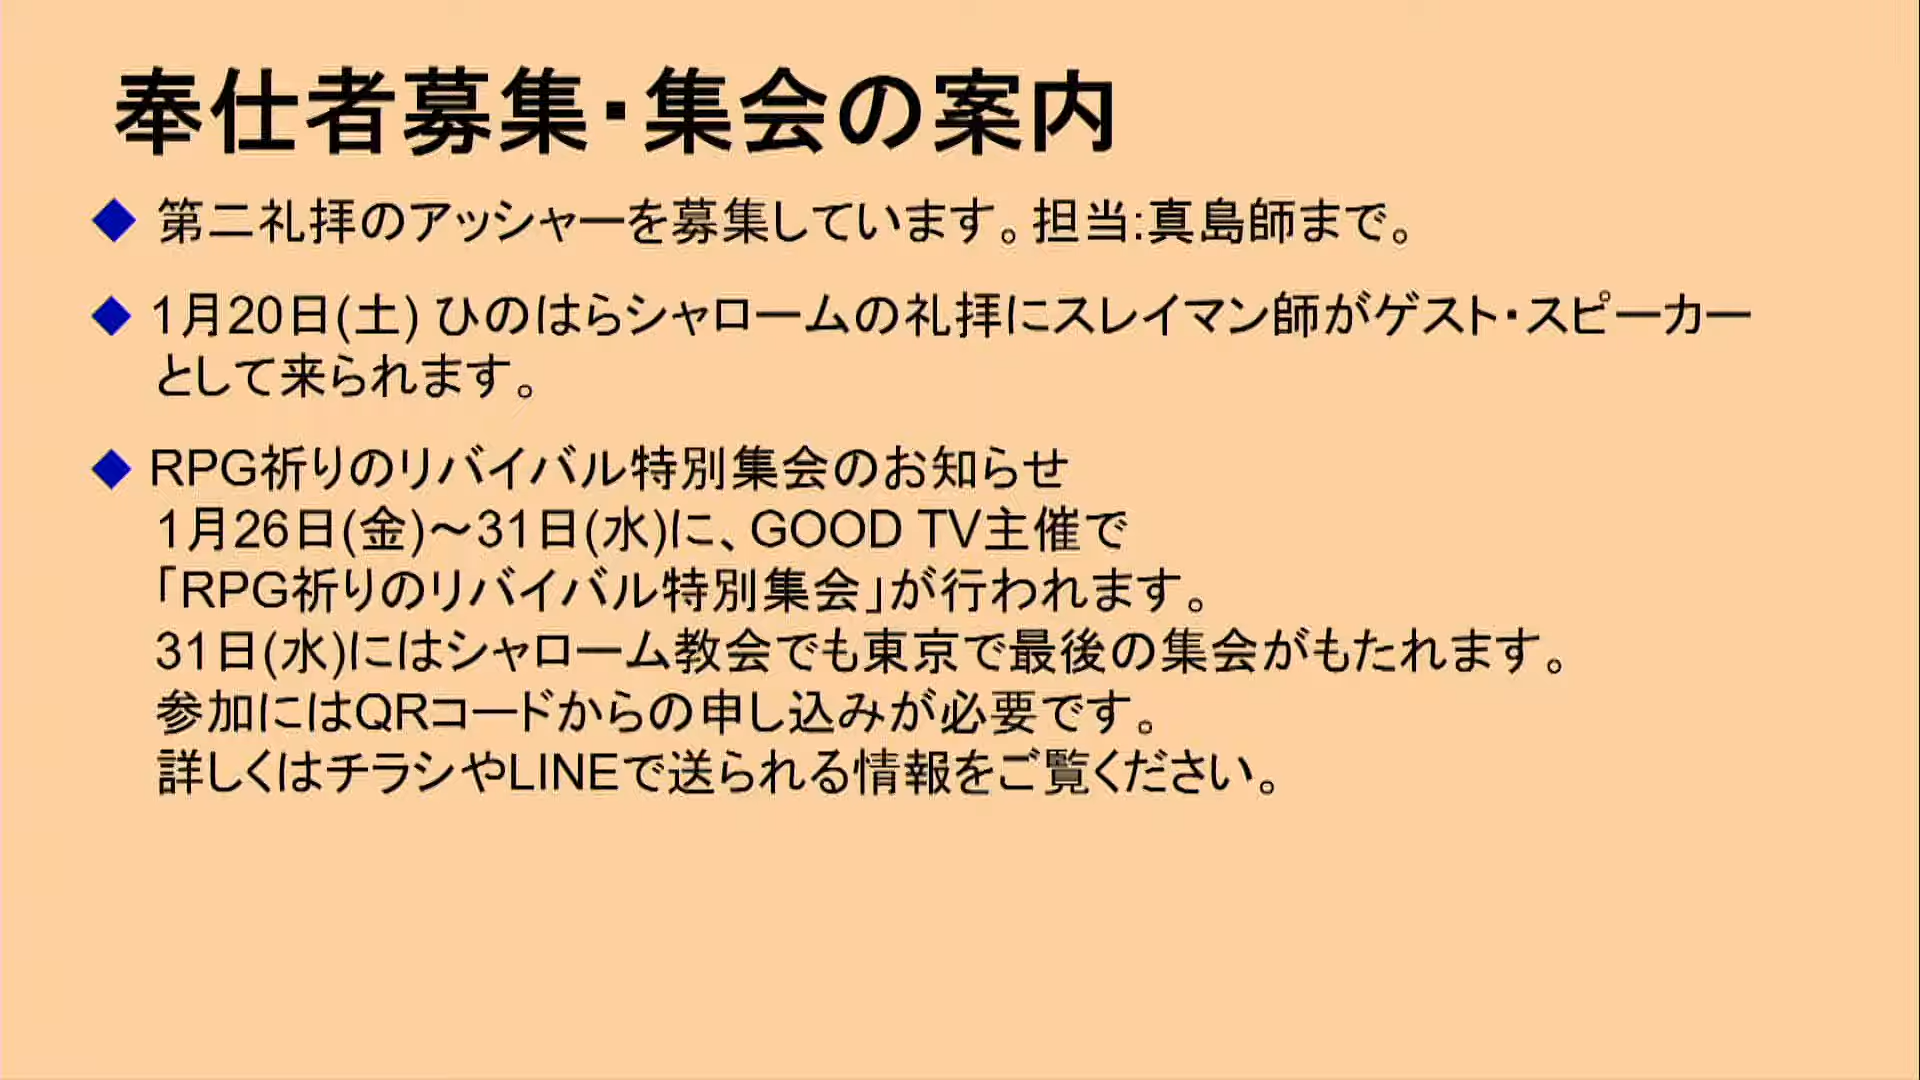 奉仕者募集・集会の案内
◆ 第二礼拝のアッシャーを募集しています。担当:真島師まで。
◆ 1月20日(土) ひのはらシャロームの礼拝にスレイマン師がゲスト・スピーカー
として来られます。
◆ RPG祈りのリバイバル特別集会のお知らせ
1月26日(金)～31日(水)に、GOOD TV主催で
「RPG祈りのリバイバル特別集会」が行われます。
31日(水)にはシャローム教会でも東京で最後の集会がもたれます。
参加にはQRコードからの申し込みが必要です。
詳しくはチラシやLINEで送られる情報をご覧ください。